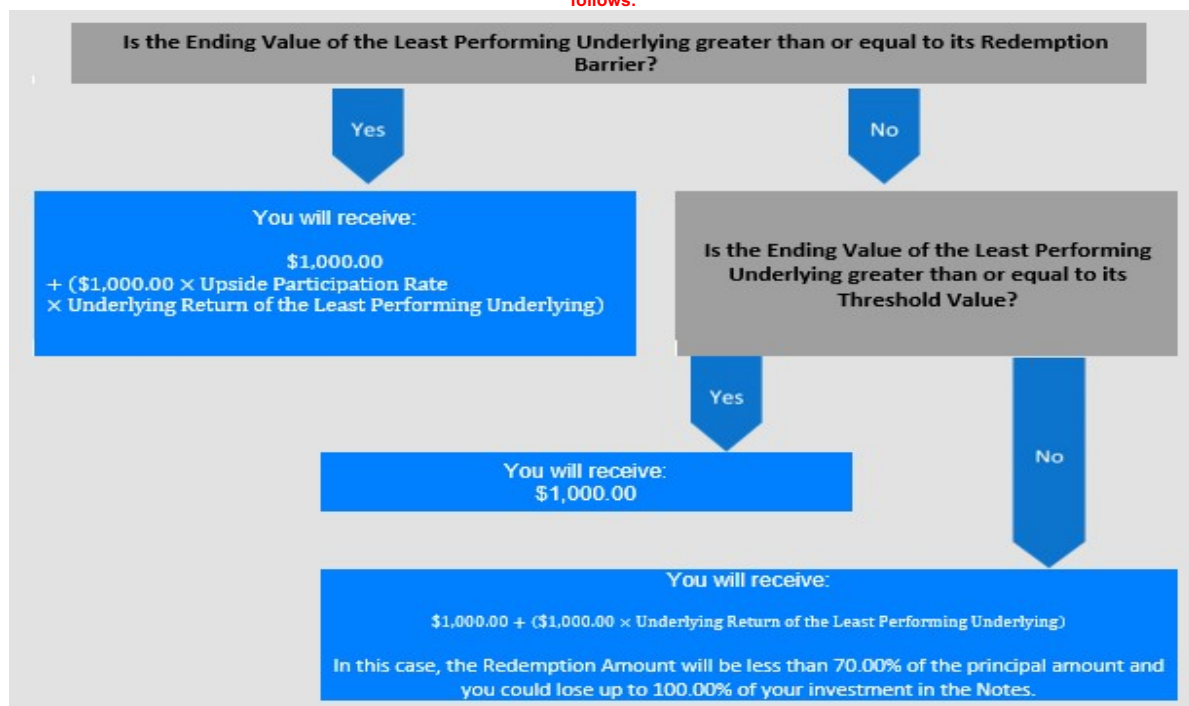 follows:
Is the Ending Value of the Least Performing Underlying greater than or equal to its Redemption
Barrier?
Yes
No
You will receive:
$1,000.00
+ ($1,000.00 × Upside Participation Rate
× Underlying Return of the Least Performing Underlying)
Is the Ending Value of the Least Performing
Underlying greater than or equal to its
Threshold Value?
Yes
No
You will receive:
$1,000.00
You will receive:
$1,000.00 + ($1,000.00 × Underlying Return of the Least Performing Underlying)
In this case, the Redemption Amount will be less than 70.00% of the principal amount and
you could lose up to 100.00% of your investment in the Notes.